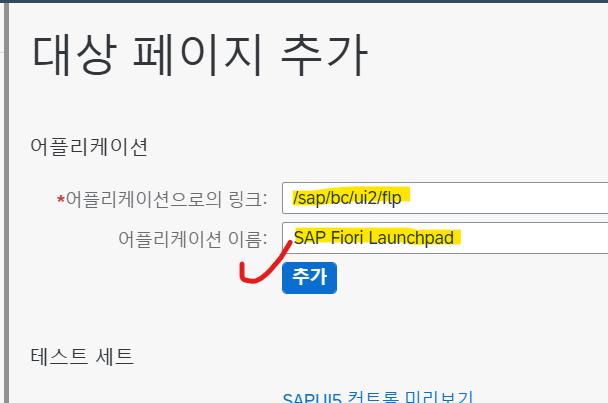 대상 페이지 추가
어플리케이션
*어플리케이션으로의 링크: /sap/bc/ui2/flp
어플리케이션 이름: SAP Fiori Launchpad
추가
테스트 세트
SAPUI5 컨트롤 미리보기